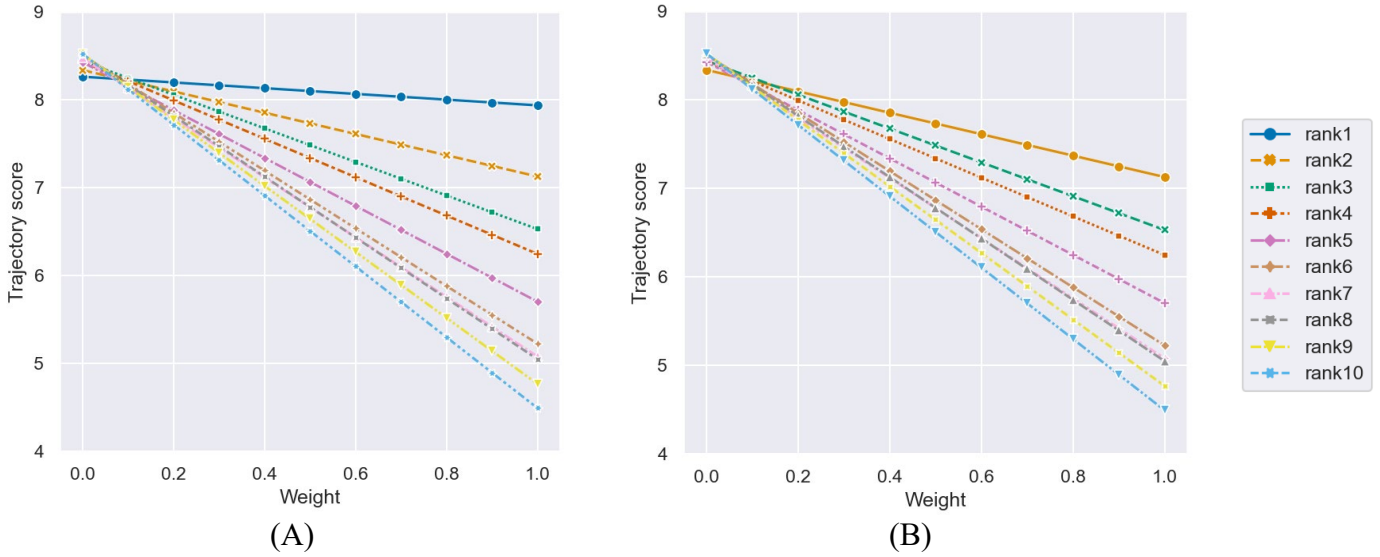 9
8
7
6
5
4
Trajectory score
0.0 0.2 0.4 0.6 0.8 1.0
Weight
(A)
9
8
7
6
5
4
Trajectory score
0.0 0.2 0.4 0.6 0.8 1.0
Weight
(B)
rank1
rank2
rank3
rank4
rank5
rank6
rank7
rank8
rank9
rank10